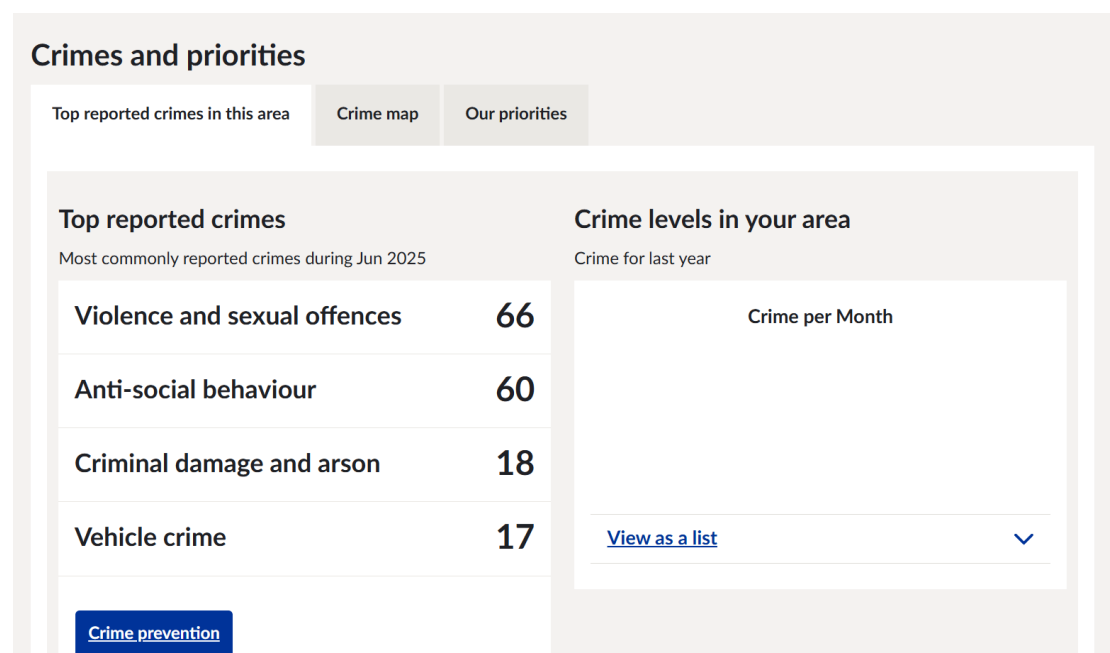 Crimes and priorities
Top reported crimes in this area
Crime map
Our priorities
Top reported crimes
Most commonly reported crimes during Jun 2025
Violence and sexual offences 66
Anti-social behaviour 60
Criminal damage and arson 18
Vehicle crime 17
Crime prevention
Crime levels in your area
Crime for last year
Crime per Month
View as a list